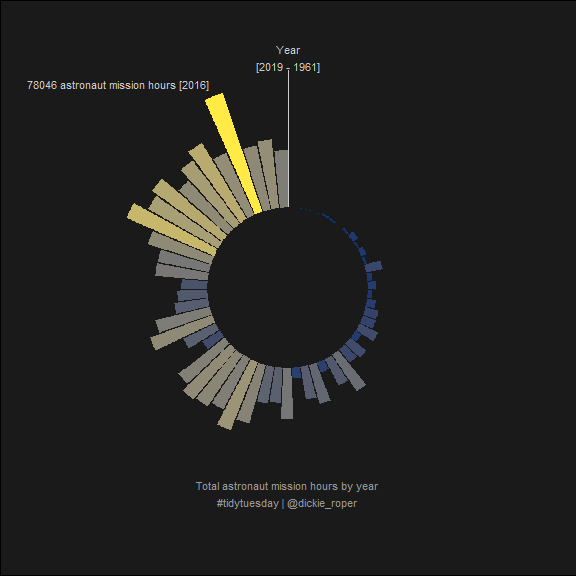 Year
[2019 - 1961]
78046 astronaut mission hours [2016]
Total astronaut mission hours by year
#tidytuesday | @dickie_roper